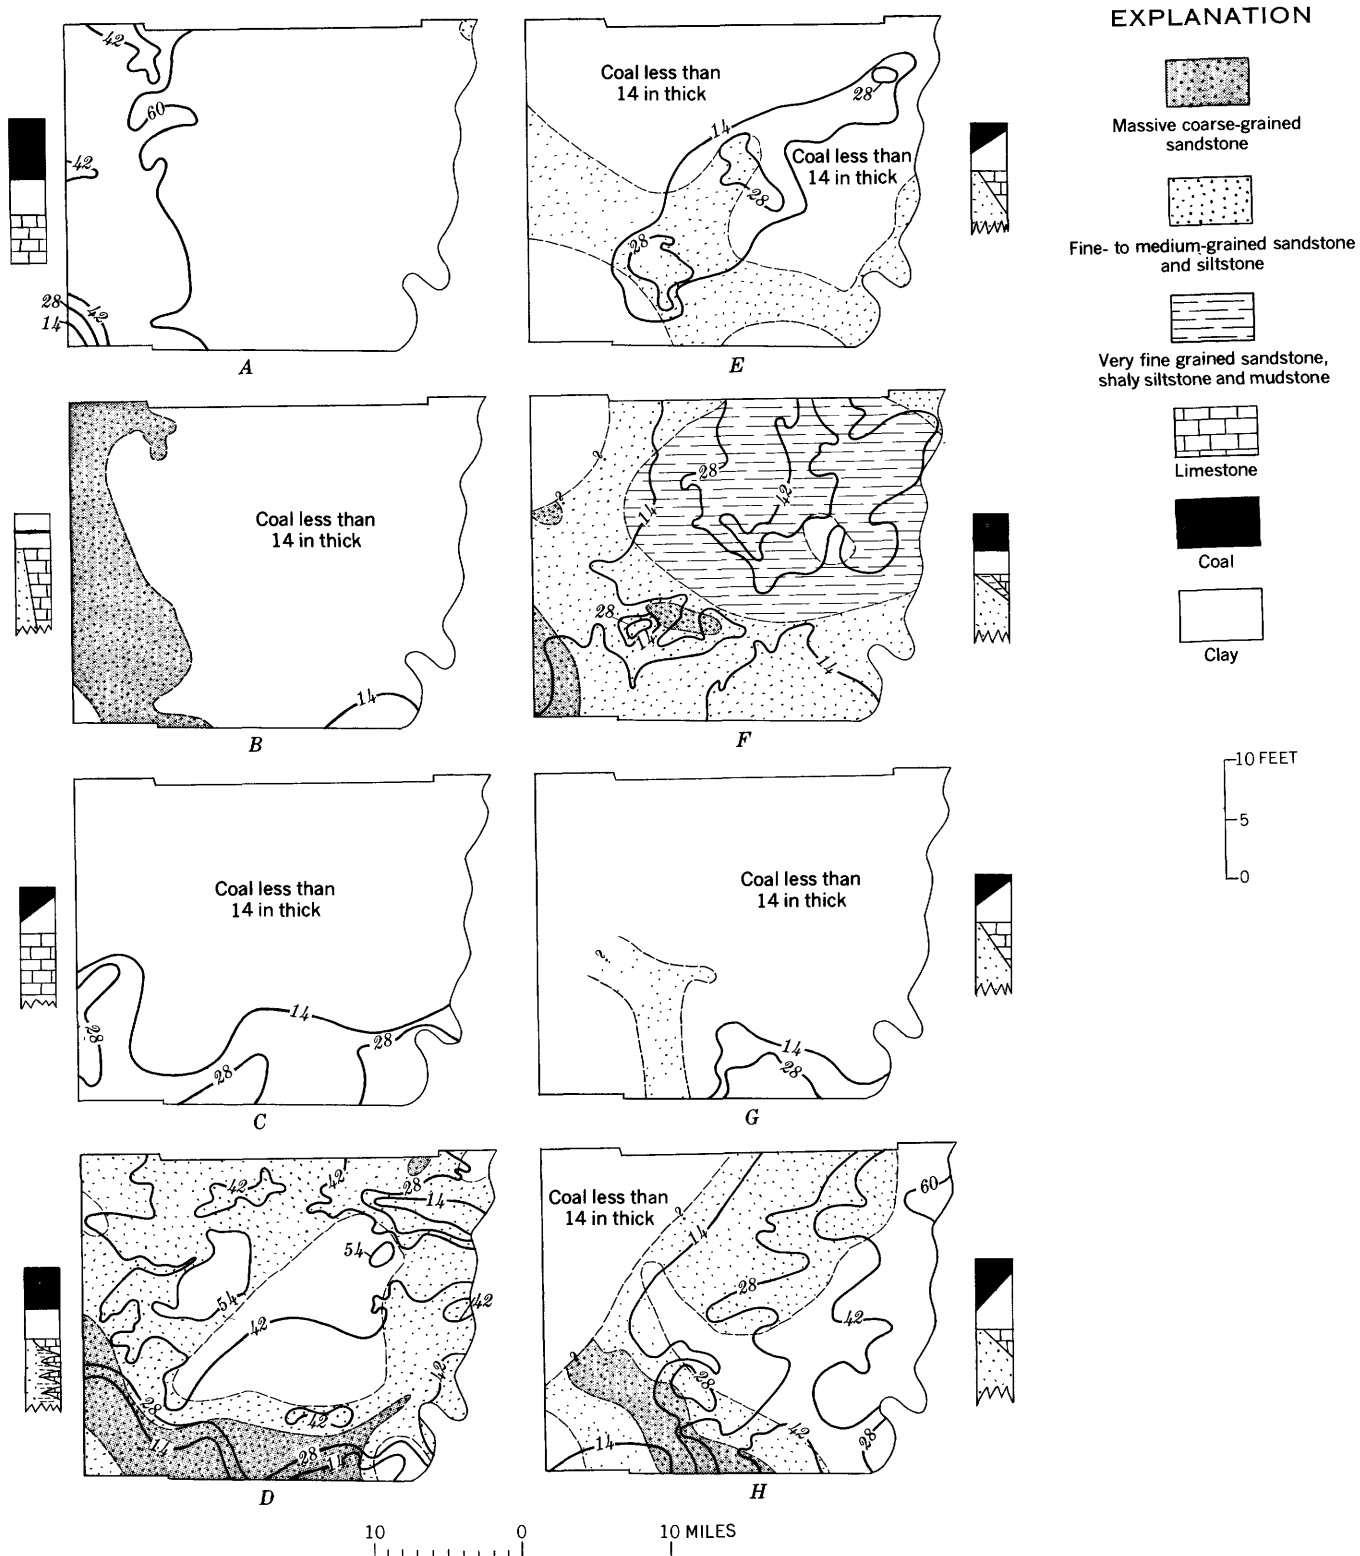 EXPLANATION
Massive coarse-grained
sandstone
Fine- to medium-grained sandstone
and siltstone
Very fine grained sandstone,
shaly siltstone and mudstone
Limestone
Coal
Clay
10 FEET
5
0
42
60
42
28
42
14
A
Coal less than
14 in thick
28
14
Coal less than
14 in thick
28
28
E
Coal less than
14 in thick
14
B
?
?
28
42
14
28
14
14
F
Coal less than
14 in thick
14
28
28
28
C
Coal less than
14 in thick
?
14
28
G
42
42
28
14
54
54
42
42
42
28
14
42
28
14
D
Coal less than
14 in thick
60
?
14
28
42
?
28
42
14
28
H
10 0 10 MILES